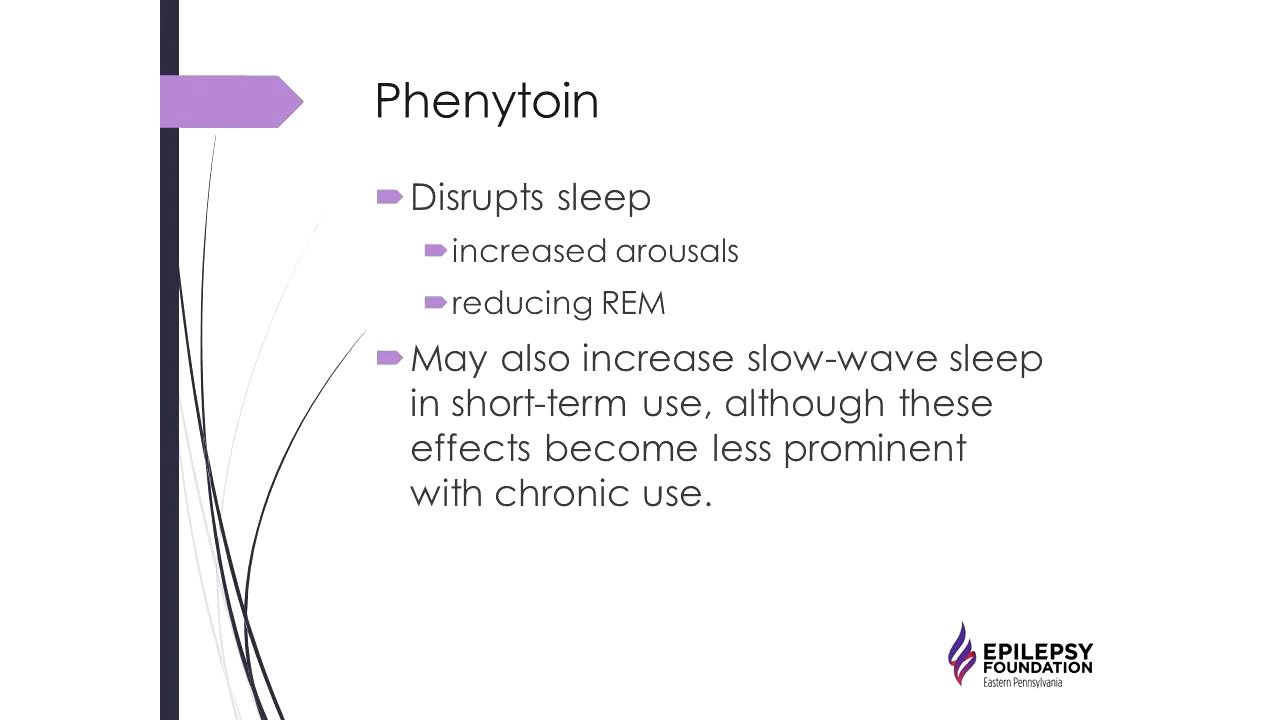 Phenytoin
Disrupts sleep
increased arousals
reducing REM
May also increase slow-wave sleep
in short-term use, although these
effects become less prominent
with chronic use.
EPILEPSY
FOUNDATION
Eastern Pennsylvania